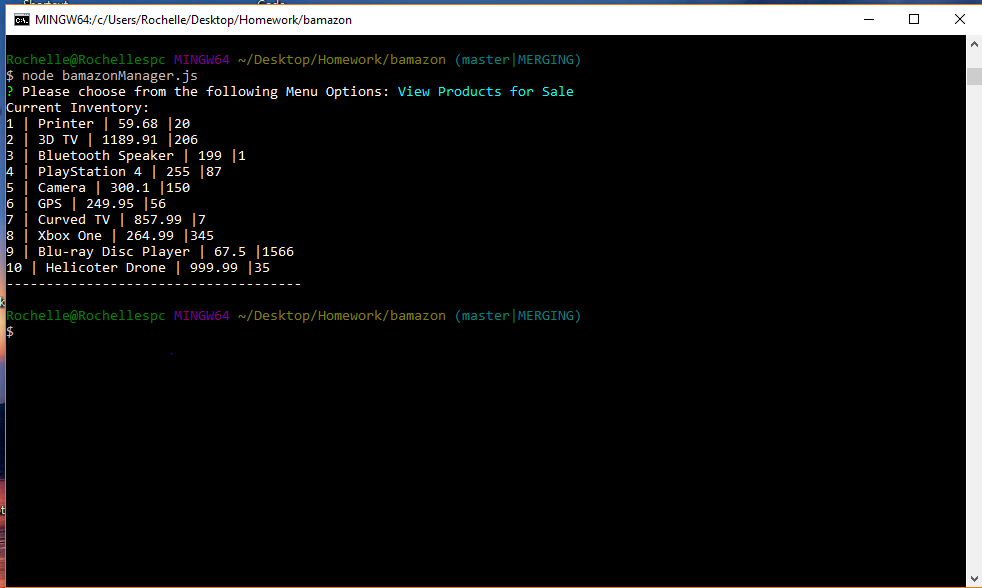 MINGW64:/c/Users/Rochelle/Desktop/Homework/bamazon
Rochelle@Rochellespc MINGW64 ~/Desktop/Homework/bamazon (master|MERGING)
$ node bamazonManager.js
? Please choose from the following Menu Options: View Products for Sale
Current Inventory:
1 | Printer | 59.68 |20
2 | 3D TV | 1189.91 |206
3 | Bluetooth Speaker | 199 |1
4 | PlayStation 4 | 255 |87
5 | Camera | 300.1 |150
6 | GPS | 249.95 |56
7 | Curved TV | 857.99 |7
8 | Xbox One | 264.99 |345
9 | Blu-ray Disc Player | 67.5 |1566
10 | Helicoter Drone | 999.99 |35
-------------------------------------
Rochelle@Rochellespc MINGW64 ~/Desktop/Homework/bamazon (master|MERGING)
$